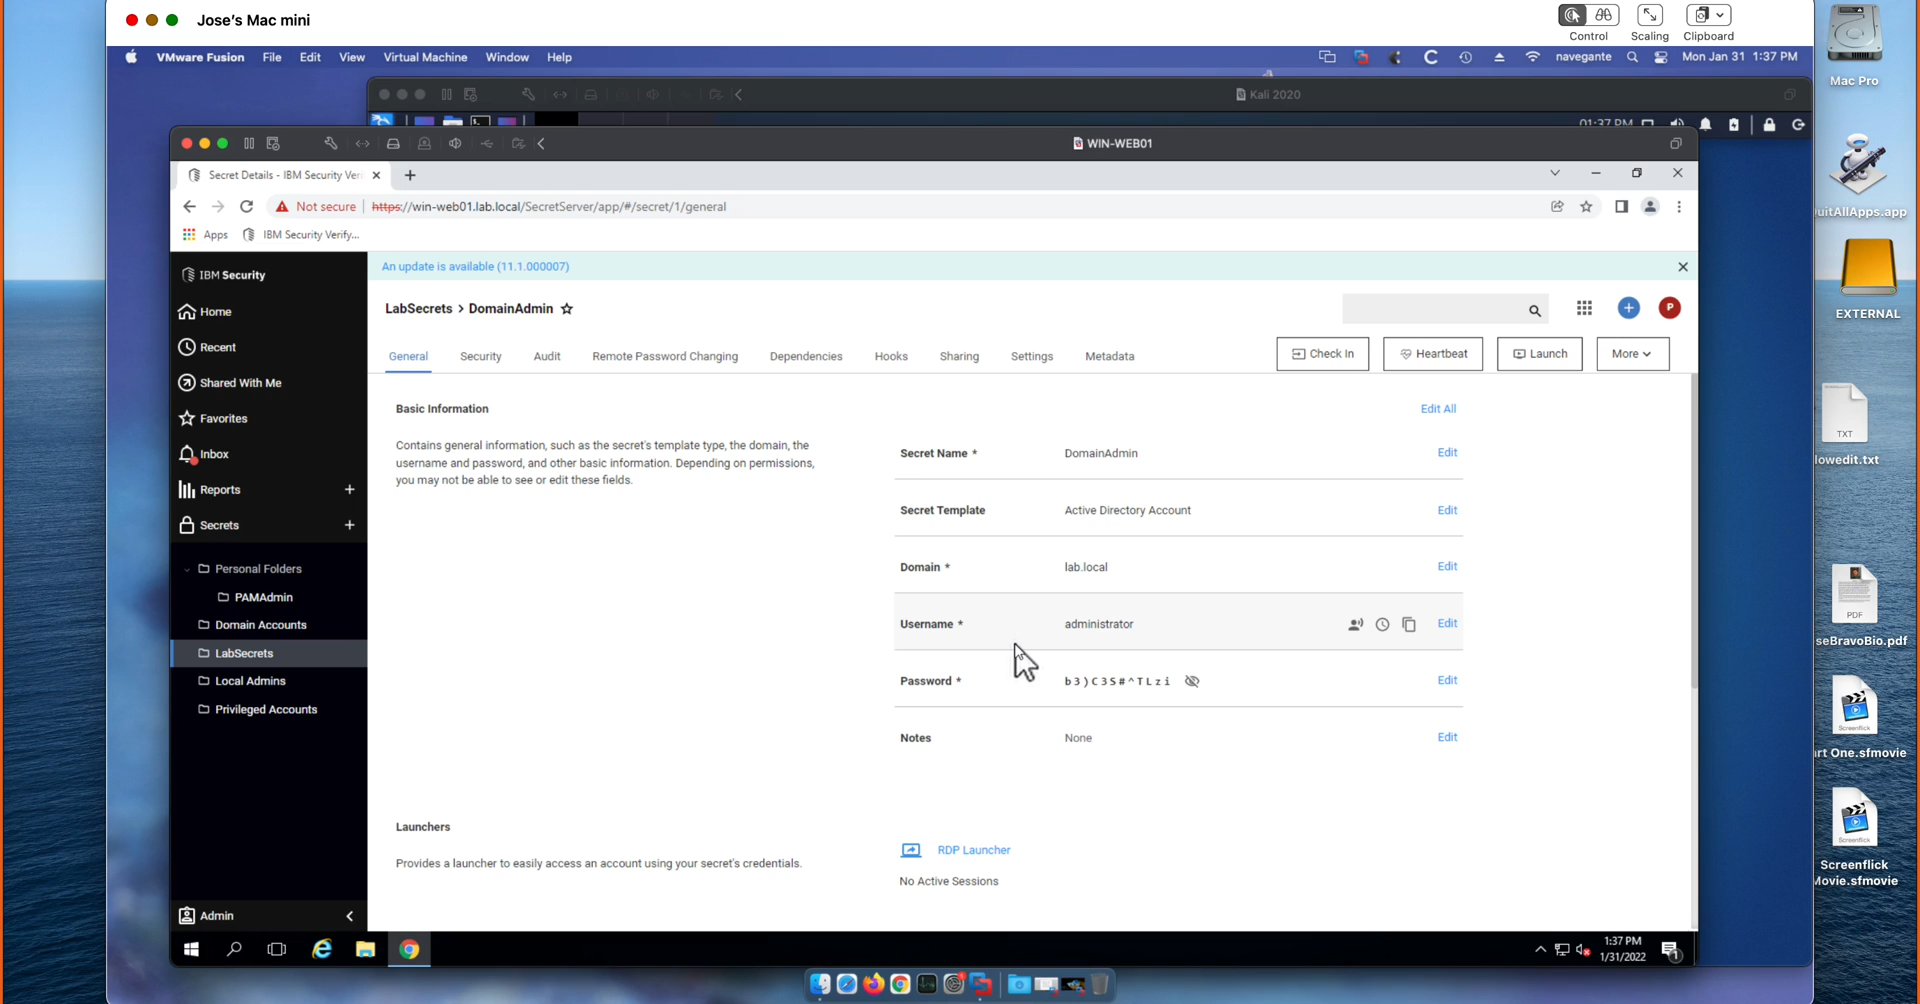 Jose's Mac mini
Control
Scaling
Clipboard
VMware Fusion File Edit View Virtual Machine Window Help
navegante
Mon Jan 31 1:37 PM
Kali 2020
01:37 PM
WIN-WEB01
Secret Details - IBM Security Veri
Not secure | https://win-web01.lab.local/SecretServer/app/#/secret/1/general
Apps
IBM Security Verify...
IBM Security
An update is available (11.1.000007)
LabSecrets > DomainAdmin
P
Home
Recent
Shared With Me
Favorites
Inbox
Reports
Secrets
Personal Folders
PAMAdmin
Domain Accounts
LabSecrets
Local Admins
Privileged Accounts
Admin
General Security Audit Remote Password Changing Dependencies Hooks Sharing Settings Metadata
Check In
Heartbeat
Launch
More
Basic Information
Edit All
Contains general information, such as the secret's template type, the domain, the
username and password, and other basic information. Depending on permissions,
you may not be able to see or edit these fields.
Secret Name * DomainAdmin Edit
Secret Template Active Directory Account Edit
Domain * lab.local Edit
Username * administrator Edit
Password * b3)C3S#^TLzi Edit
Notes None Edit
Launchers
Provides a launcher to easily access an account using your secret's credentials.
RDP Launcher
No Active Sessions
1:37 PM
1/31/2022
1
Mac Pro
uitAllApps.app
EXTERNAL
TXT
lowedit.txt
PDF
seBravoBio.pdf
Screenflick
rt One.sfmovie
Screenflick
Screenflick
Movie.sfmovie